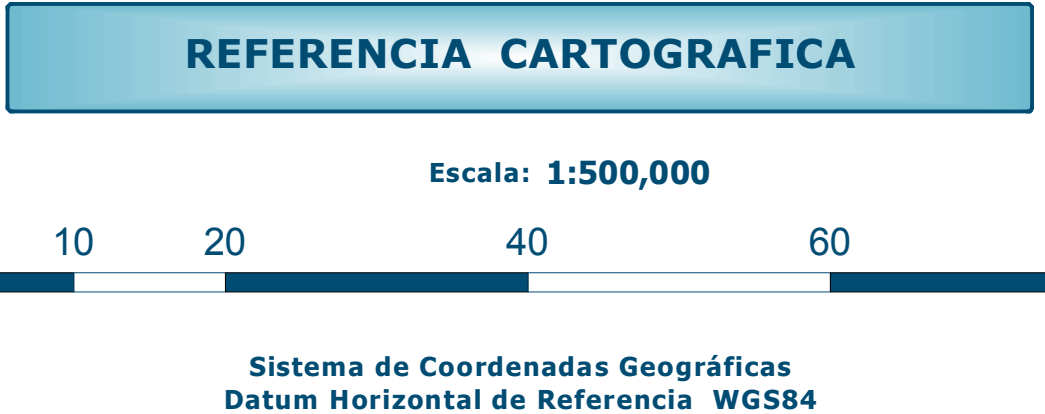 REFERENCIA CARTOGRAFICA
Escala: 1:500,000
10 20 40 60
Sistema de Coordenadas Geográficas
Datum Horizontal de Referencia WGS84